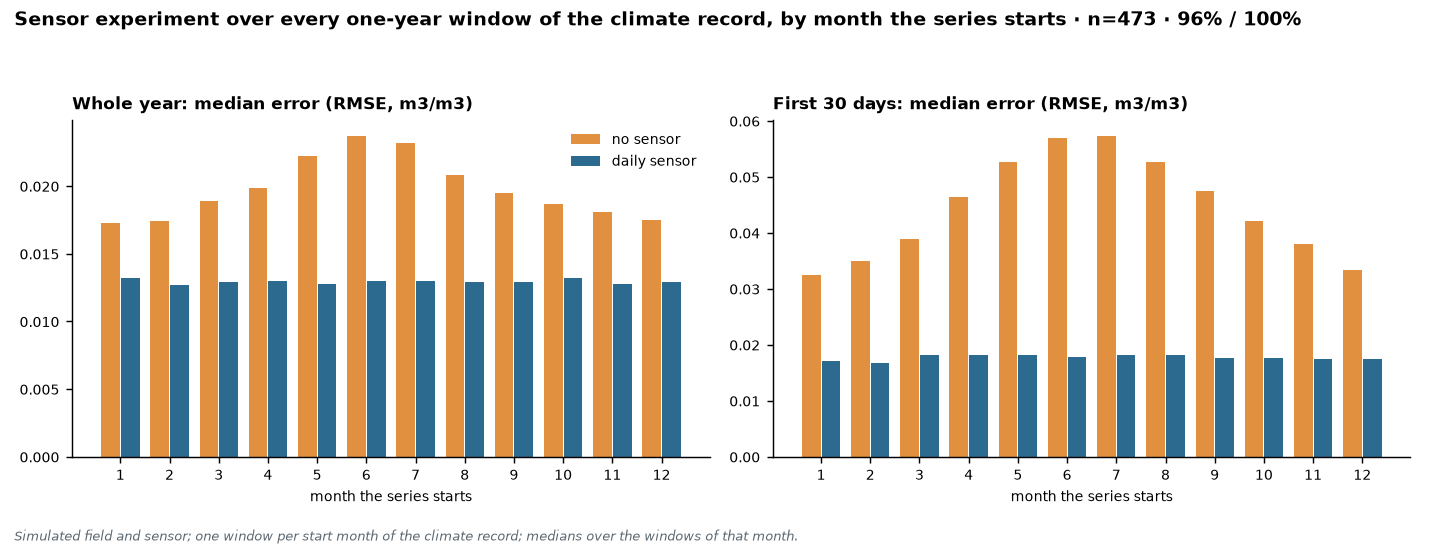 Sensor experiment over every one-year window of the climate record, by month the series starts · n=473 · 96% / 100%
Whole year: median error (RMSE, m3/m3)
no sensor
daily sensor
0.020
0.015
0.010
0.005
0.000
1 2 3 4 5 6 7 8 9 10 11 12
month the series starts
First 30 days: median error (RMSE, m3/m3)
0.06
0.05
0.04
0.03
0.02
0.01
0.00
1 2 3 4 5 6 7 8 9 10 11 12
month the series starts
Simulated field and sensor; one window per start month of the climate record; medians over the windows of that month.